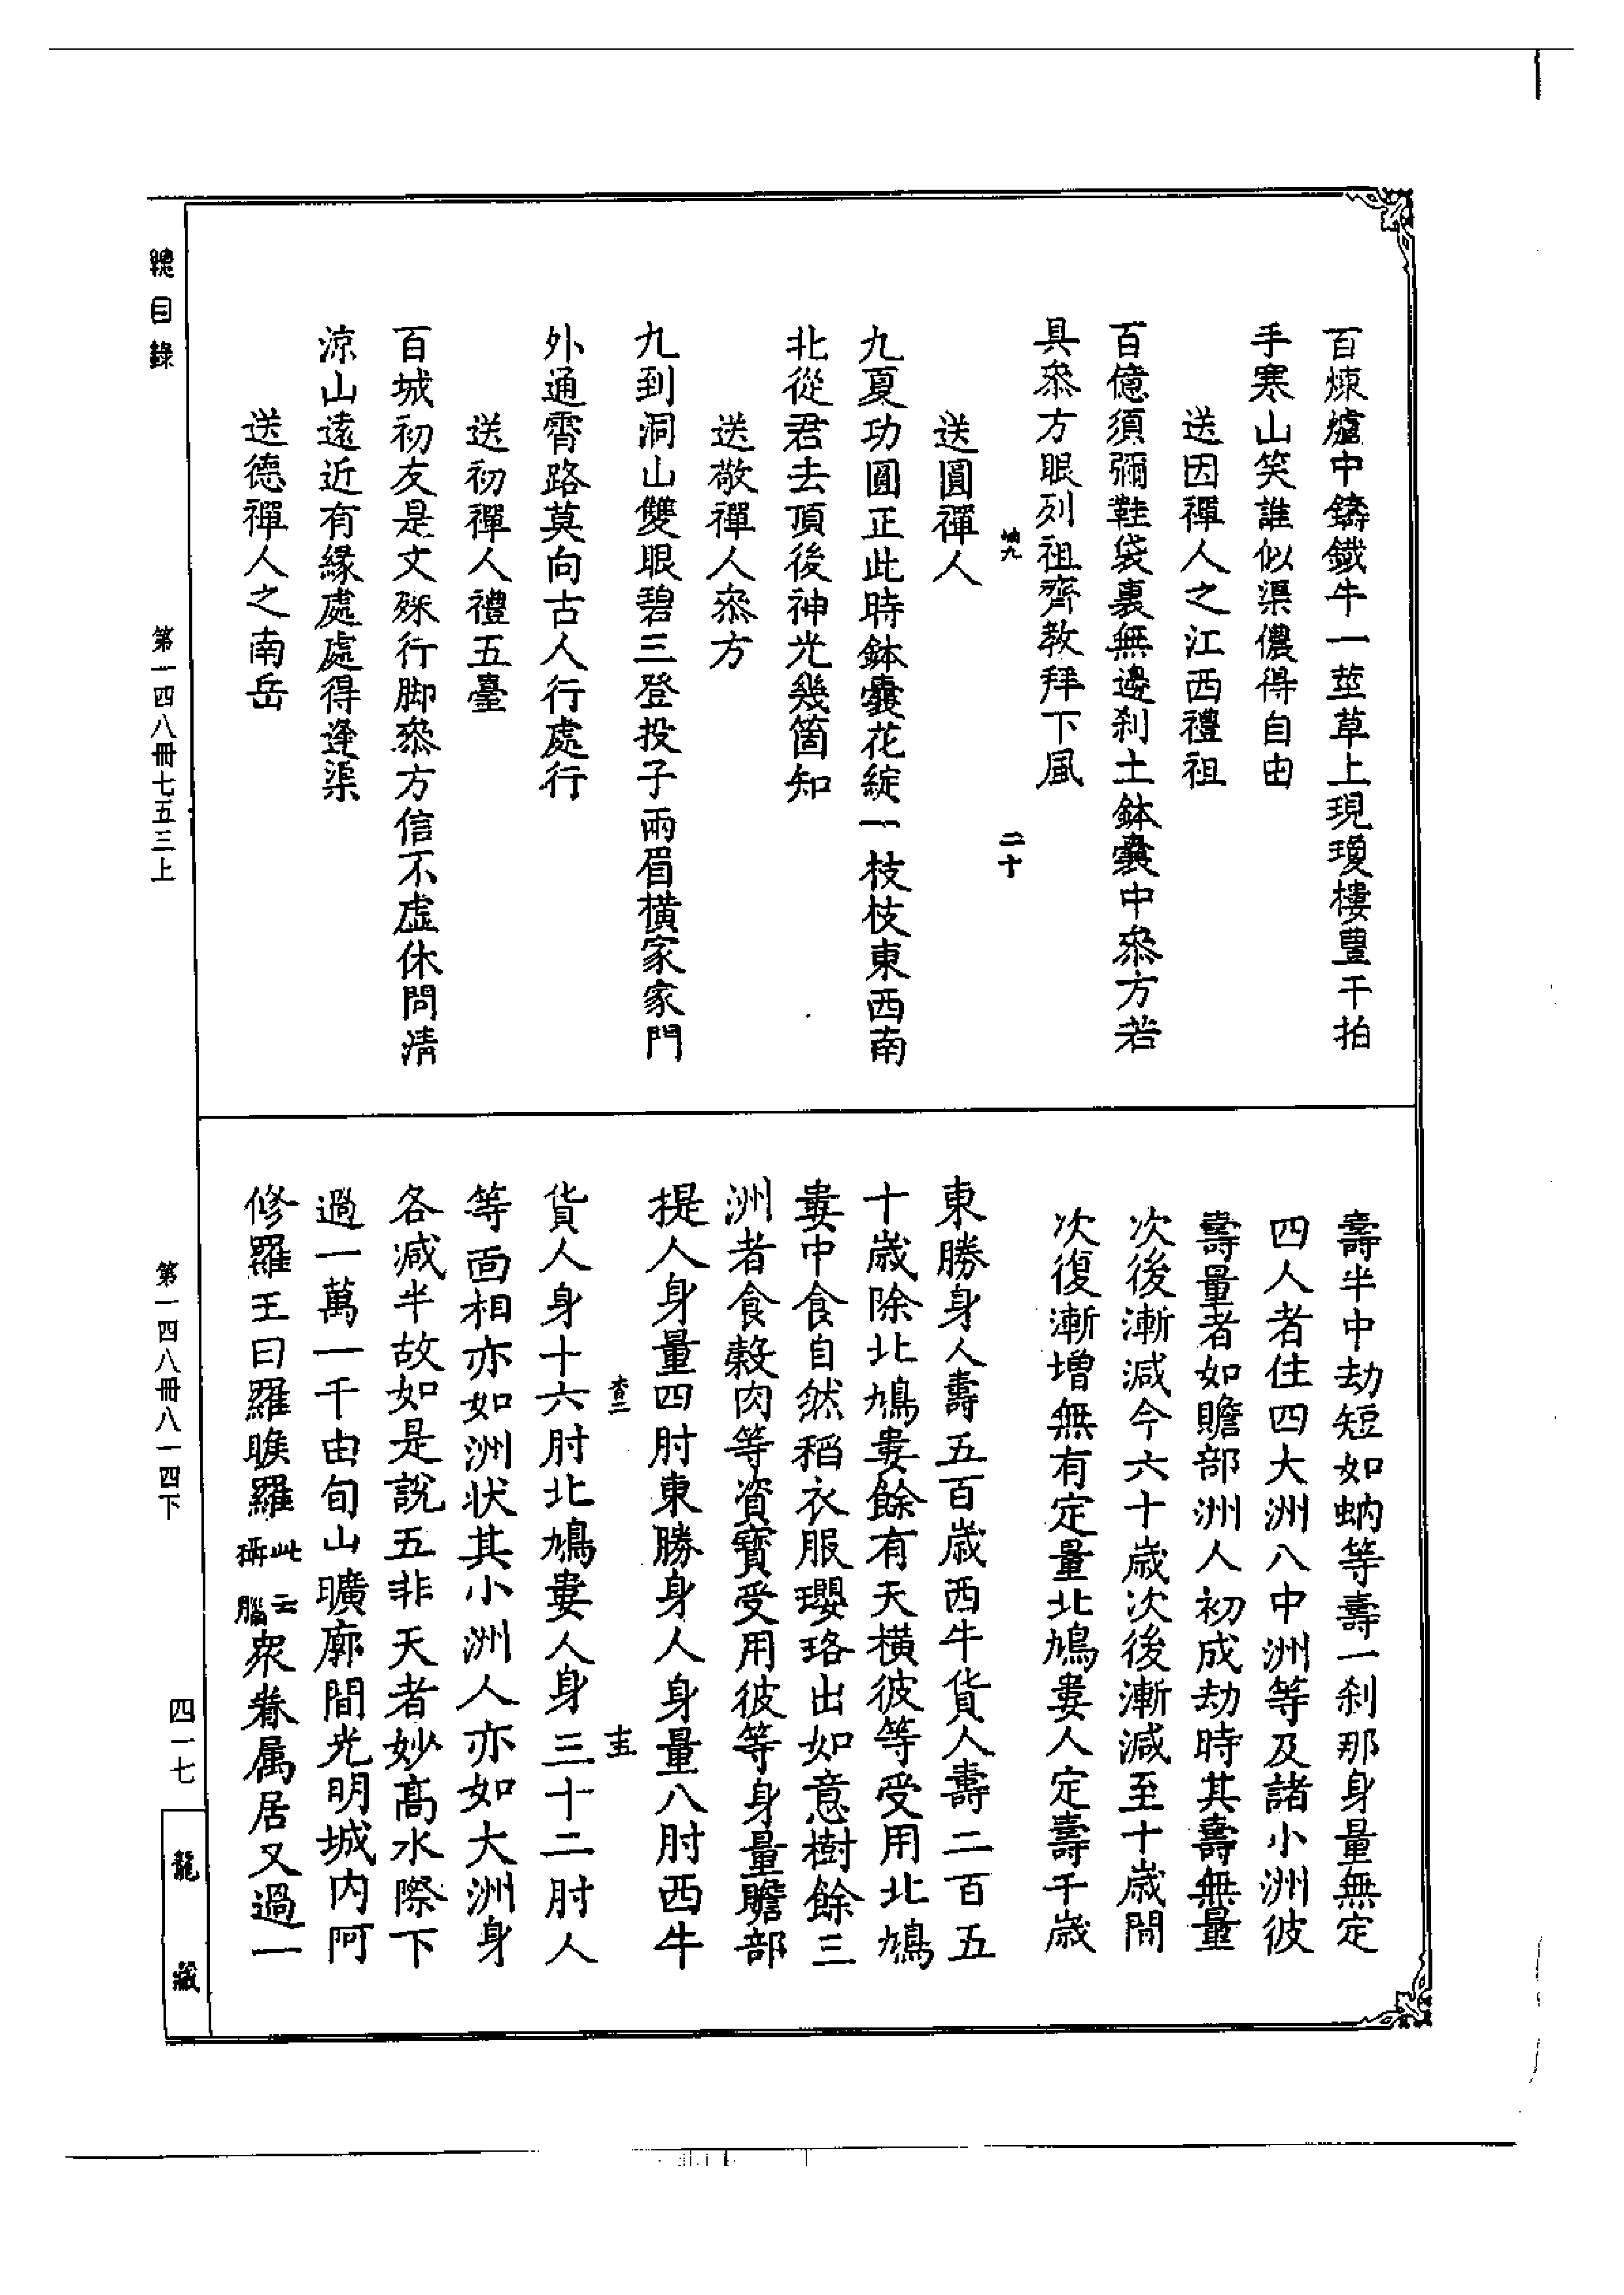 百煉爐中鑄鐵牛一莖草上現瓊樓豊干拍
手寒山笑誰似渠儂得自由
送因禪人之江西禮祖
百億須彌鞋袋裏無邊刹土鉢囊中叅方若
具叅方眼列祖齊教拜下風
二十
送圓禪人
九夏功圓正此時鉢囊花綻一枝枝東西南
北從君去頂後神光幾箇知
送敬禪人叅方
九到洞山雙眼碧三登投子兩眉橫家家門
外通霄路莫向古人行處行
送初禪人禮五臺
百城初友是文殊行脚叅方信不虛休問清
涼山遠近有緣處處得逢渠
送德禪人之南岳
壽半中劫短如蚋等壽一刹那身量無定
四人者住四大洲八中洲等及諸小洲彼
壽量者如贍部洲人初成劫時其壽無量
次後漸減今六十歲次後漸減至十歲間
次復漸增無有定量北鳩婁人定壽千歲
東勝身人壽五百歲西牛貨人壽二百五
十歲除北鳩婁餘有天橫彼等受用北鳩
婁中食自然稻衣服瓔珞出如意樹餘三
洲者食穀肉等資寶受用彼等身量贍部
提人身量四肘東勝身人身量八肘西牛
貨人身十六肘北鳩婁人身三十二肘人
等面相亦如洲狀其小洲人亦如大洲身
各減半故如是說五非天者妙高水際下
過一萬一千由旬山曠廓間光明城內阿
修羅王曰羅睺羅此云㨾腦眾眷属居又過一
總目錄
第一四八冊七五三上
第一四八冊八一四下
四一七
龍藏